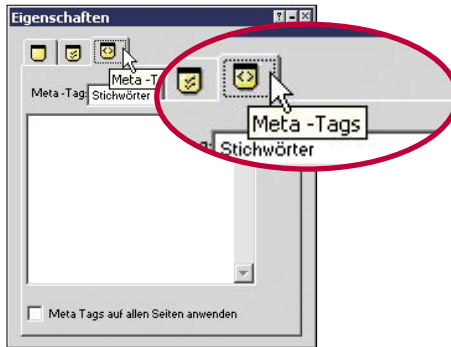 Eigenschaften
Meta -T
Meta -Tag: Stichwörter
Meta -Tags
Stichwörter
Meta Tags auf allen Seiten anwenden